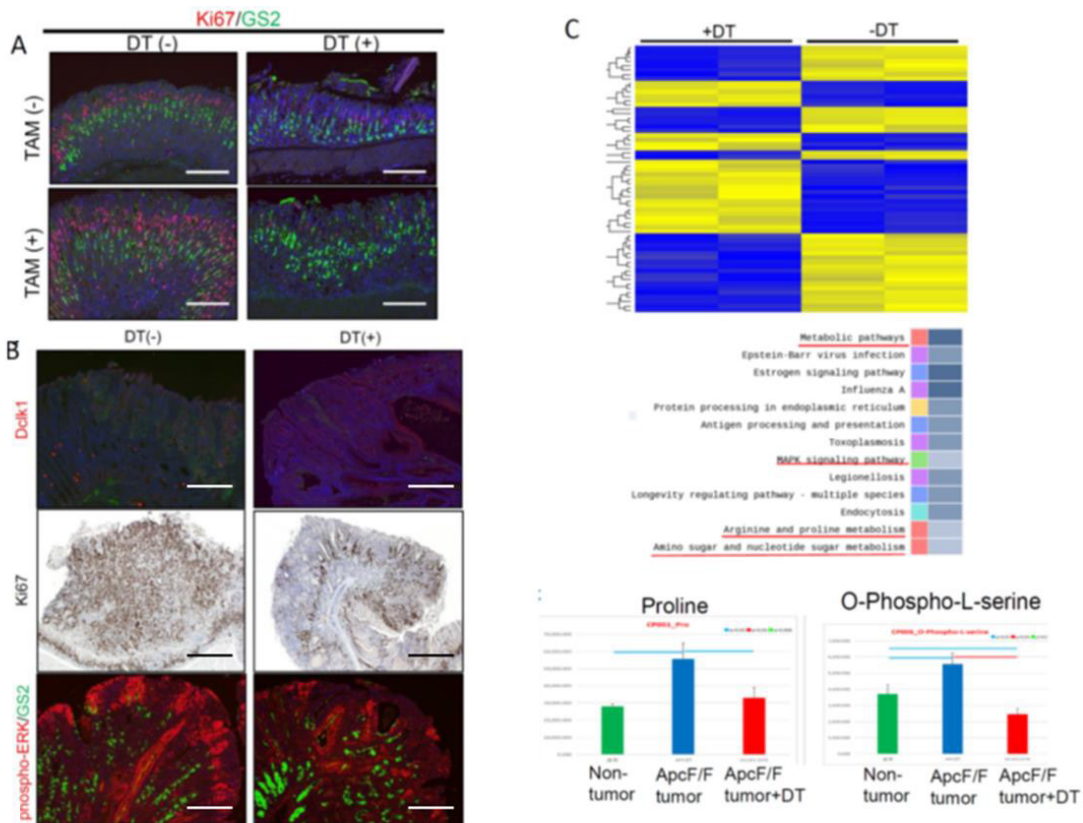 Ki67/GS2
A
DT (-)
DT (+)
TAM (-)
TAM (+)
B
DT(-)
DT(+)
Dclk1
Ki67
pnospho-ERK/GS2
C
+DT
-DT
Metabolic pathways
Epstein-Barr virus infection
Estrogen signaling pathway
Influenza A
Protein processing in endoplasmic reticulum
Antigen processing and presentation
Toxoplasmosis
MAPK signaling pathway
Legionellosis
Longevity regulating pathway - multiple species
Endocytosis
Arginine and proline metabolism
Amino sugar and nucleotide sugar metabolism
Proline
Non-tumor
ApcF/F tumor
ApcF/F tumor+DT
O-Phospho-L-serine
Non-tumor
ApcF/F tumor
ApcF/F tumor+DT